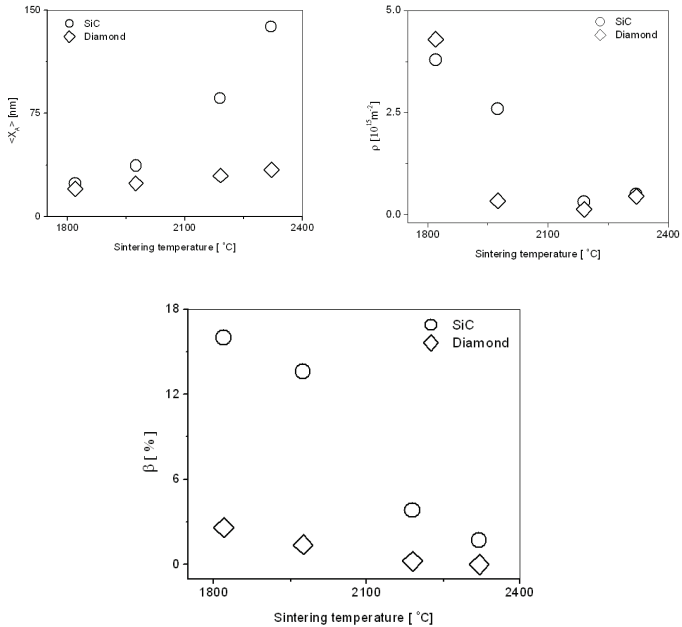 150
SiC
Diamond
75
0
<X_A> [nm]
1800 2100 2400
Sintering temperature [ °C]
5.0
SiC
Diamond
2.5
0.0
ρ [10^15 m^-2]
1800 2100 2400
Sintering temperature [ °C]
18
SiC
Diamond
12
6
0
β [ % ]
1800 2100 2400
Sintering temperature [ °C]